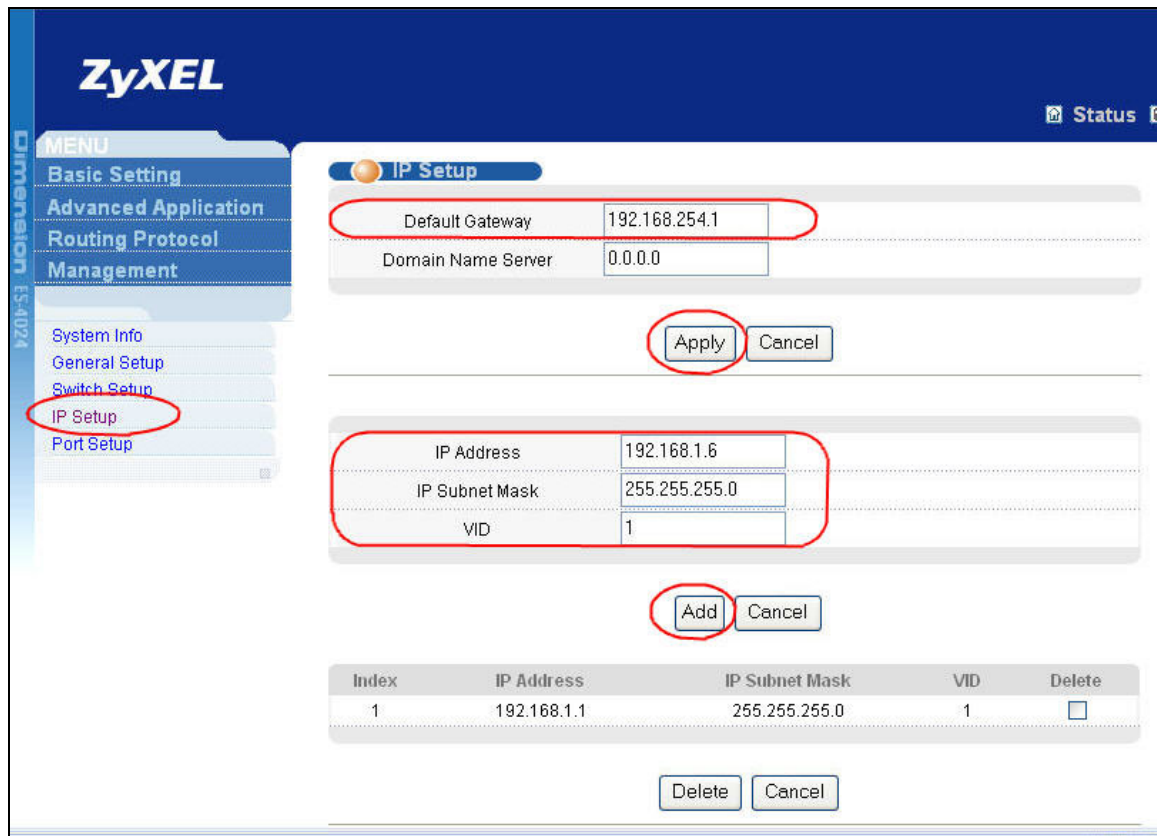 ZyXEL
Status
Dimension ES-4024
MENU
Basic Setting
Advanced Application
Routing Protocol
Management
System Info
General Setup
Switch Setup
IP Setup
Port Setup
IP Setup
Default Gateway 192.168.254.1
Domain Name Server 0.0.0.0
Apply Cancel
IP Address 192.168.1.6
IP Subnet Mask 255.255.255.0
VID 1
Add Cancel
Index IP Address IP Subnet Mask VID Delete
1 192.168.1.1 255.255.255.0 1
Delete Cancel